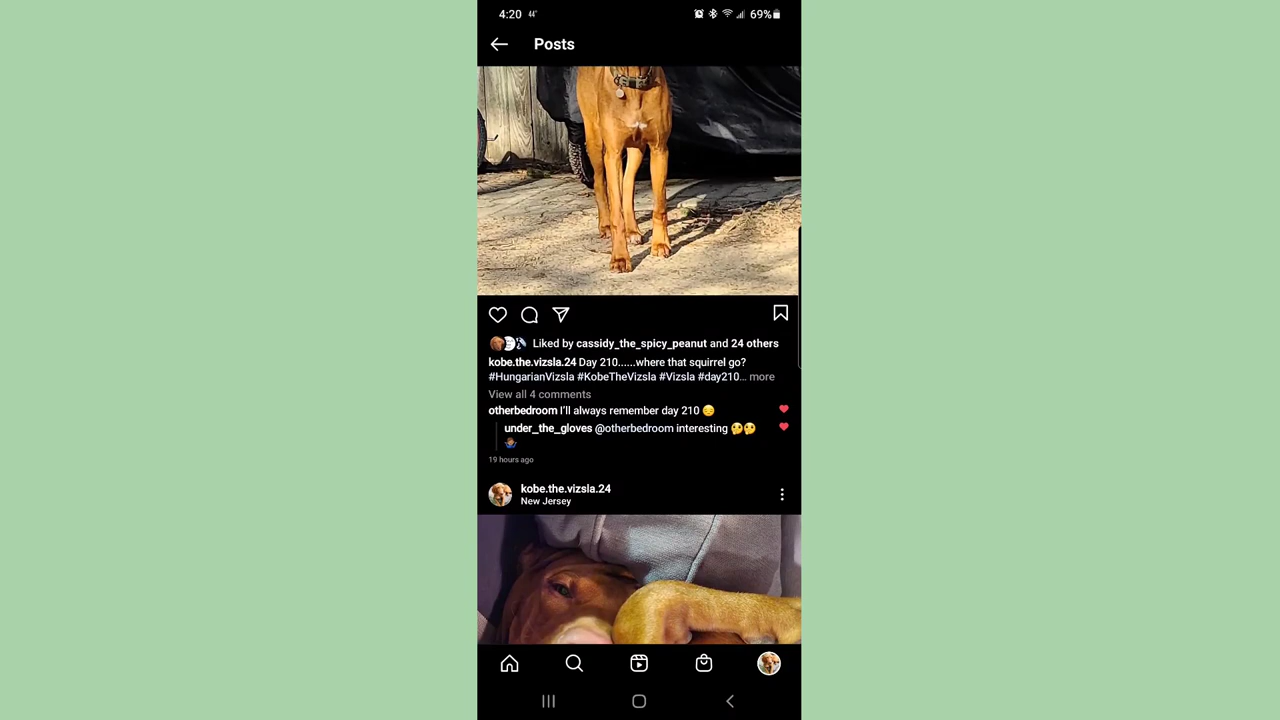 4:20 44° 69%
Posts
Liked by cassidy_the_spicy_peanut and 24 others
kobe.the.vizsla.24 Day 210......where that squirrel go?
#HungarianVizsla #KobeTheVizsla #Vizsla #day210... more
View all 4 comments
otherbedroom I'll always remember day 210 😔
under_the_gloves @otherbedroom interesting 🤔🤔
🤷🏾‍♂️
19 hours ago
kobe.the.vizsla.24
New Jersey